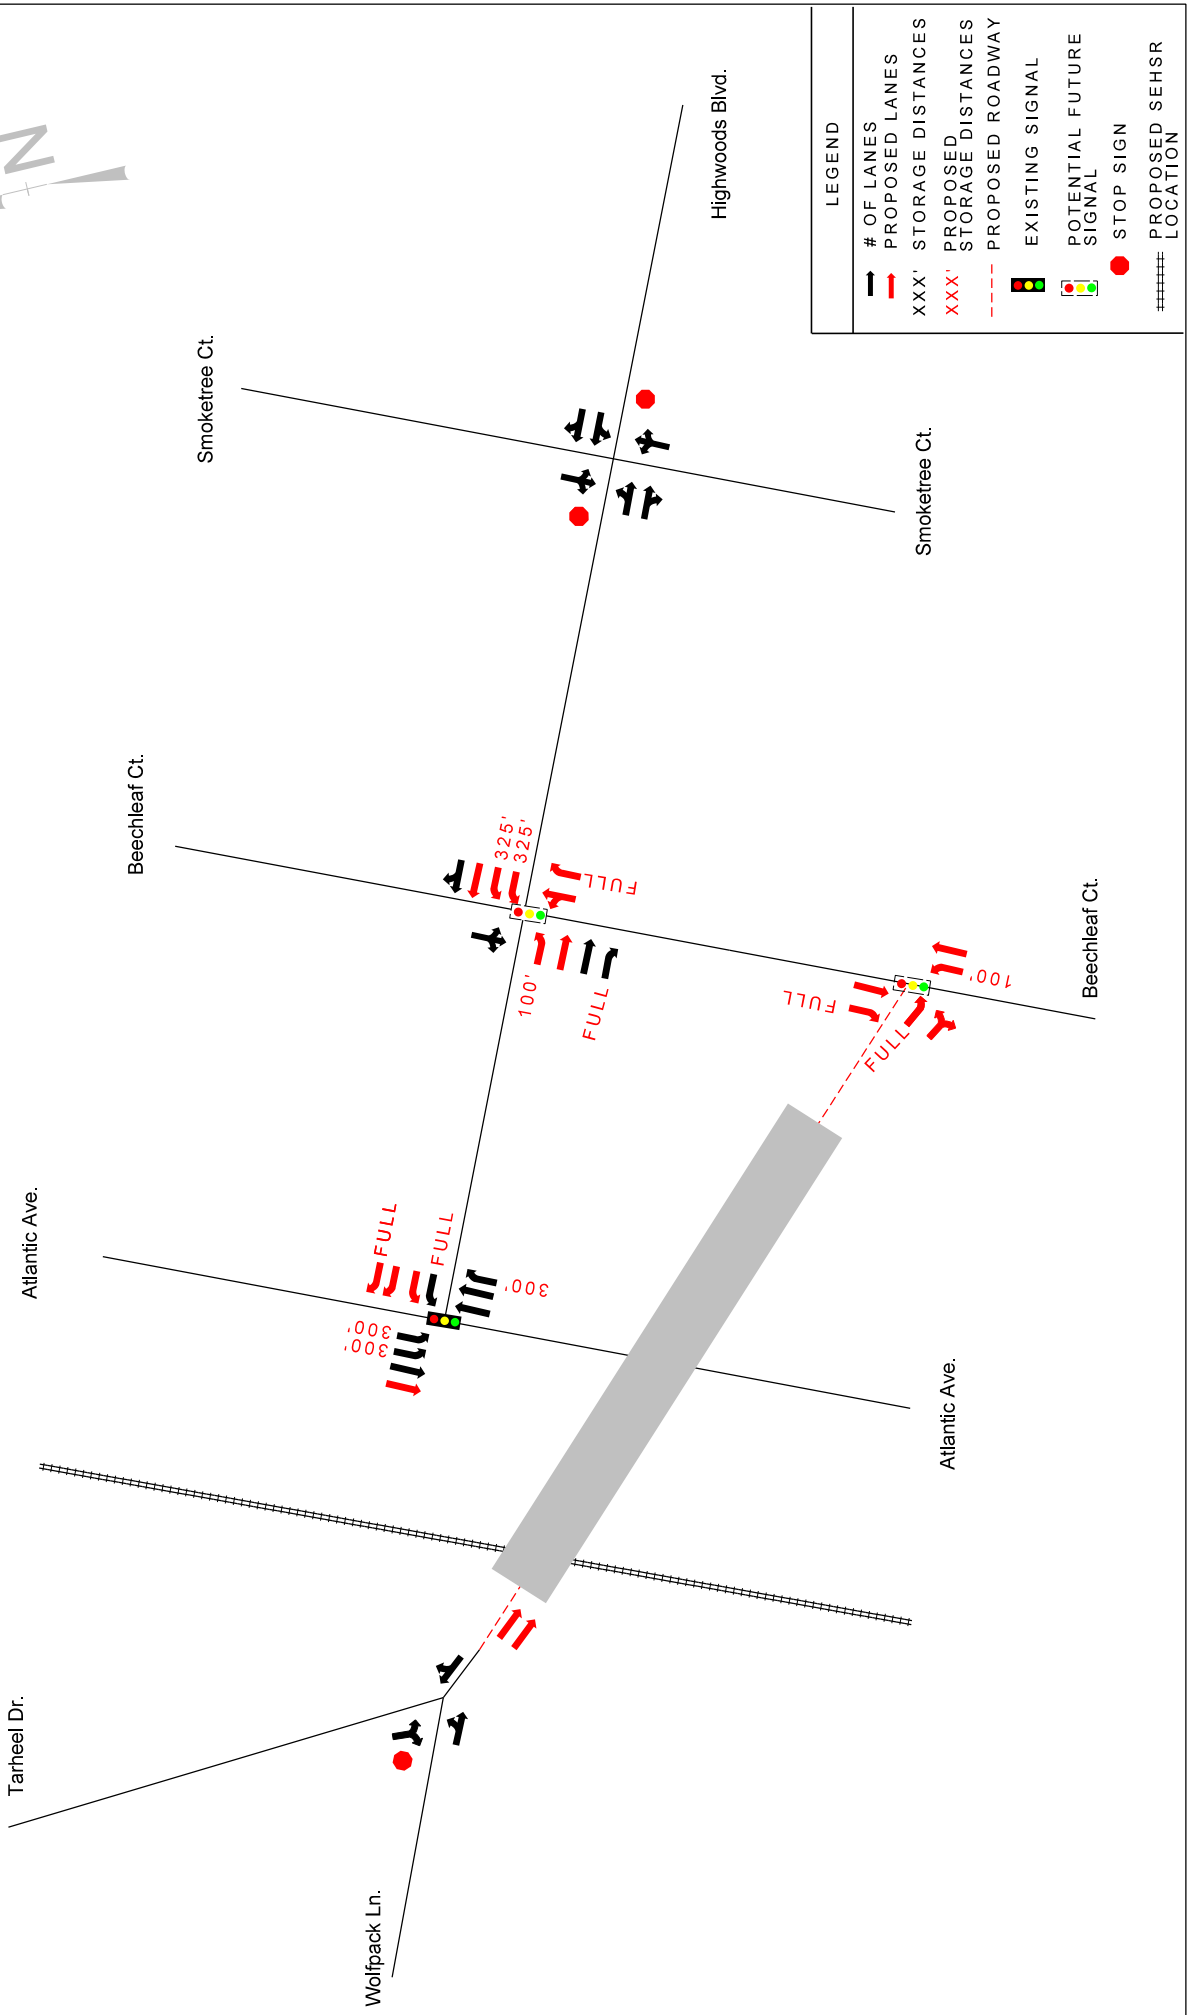 N
Highwoods Blvd.
Smoketree Ct.
Smoketree Ct.
Beechleaf Ct.
325'
325'
FULL
100'
FULL
Beechleaf Ct.
100'
FULL
FULL
Atlantic Ave.
FULL
FULL
300'
300'
300'
Atlantic Ave.
Tarheel Dr.
Wolfpack Ln.
LEGEND
# OF LANES
PROPOSED LANES
XXX' STORAGE DISTANCES
XXX' PROPOSED
STORAGE DISTANCES
PROPOSED ROADWAY
EXISTING SIGNAL
POTENTIAL FUTURE
SIGNAL
STOP SIGN
PROPOSED SEHSR
LOCATION